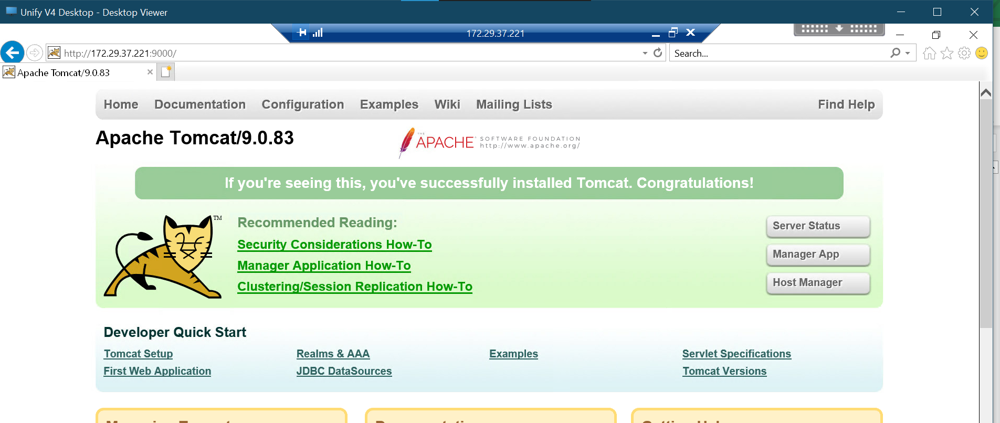 Unify V4 Desktop - Desktop Viewer
172.29.37.221
http://172.29.37.221:9000/
Search...
Apache Tomcat/9.0.83
Home Documentation Configuration Examples Wiki Mailing Lists Find Help
Apache Tomcat/9.0.83
THE
APACHE SOFTWARE FOUNDATION
http://www.apache.org/
If you're seeing this, you've successfully installed Tomcat. Congratulations!
TM
Recommended Reading:
Security Considerations How-To
Manager Application How-To
Clustering/Session Replication How-To
Server Status
Manager App
Host Manager
Developer Quick Start
Tomcat Setup
First Web Application
Realms & AAA
JDBC DataSources
Examples
Servlet Specifications
Tomcat Versions